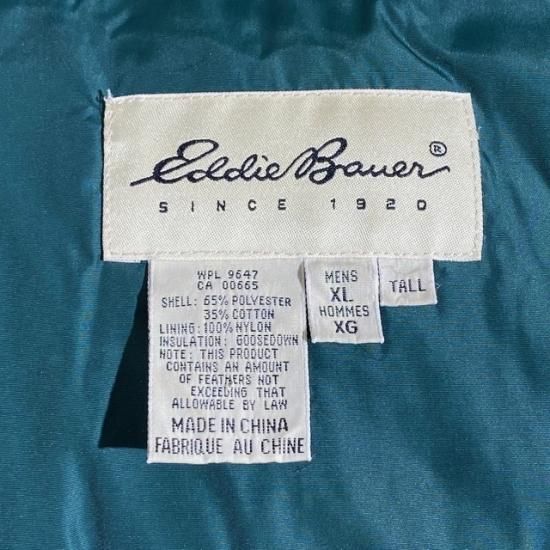 Eddie Bauer®
SINCE 1920
WPL 9647
CA 00665
SHELL: 65% POLYESTER
35% COTTON
LINING: 100% NYLON
INSULATION: GOOSEDOWN
NOTE: THIS PRODUCT
CONTAINS AN AMOUNT
OF FEATHERS NOT
EXCEEDING THAT
ALLOWABLE BY LAW
MADE IN CHINA
FABRIQUE AU CHINE
MENS
XL
HOMMES
XG
TALL